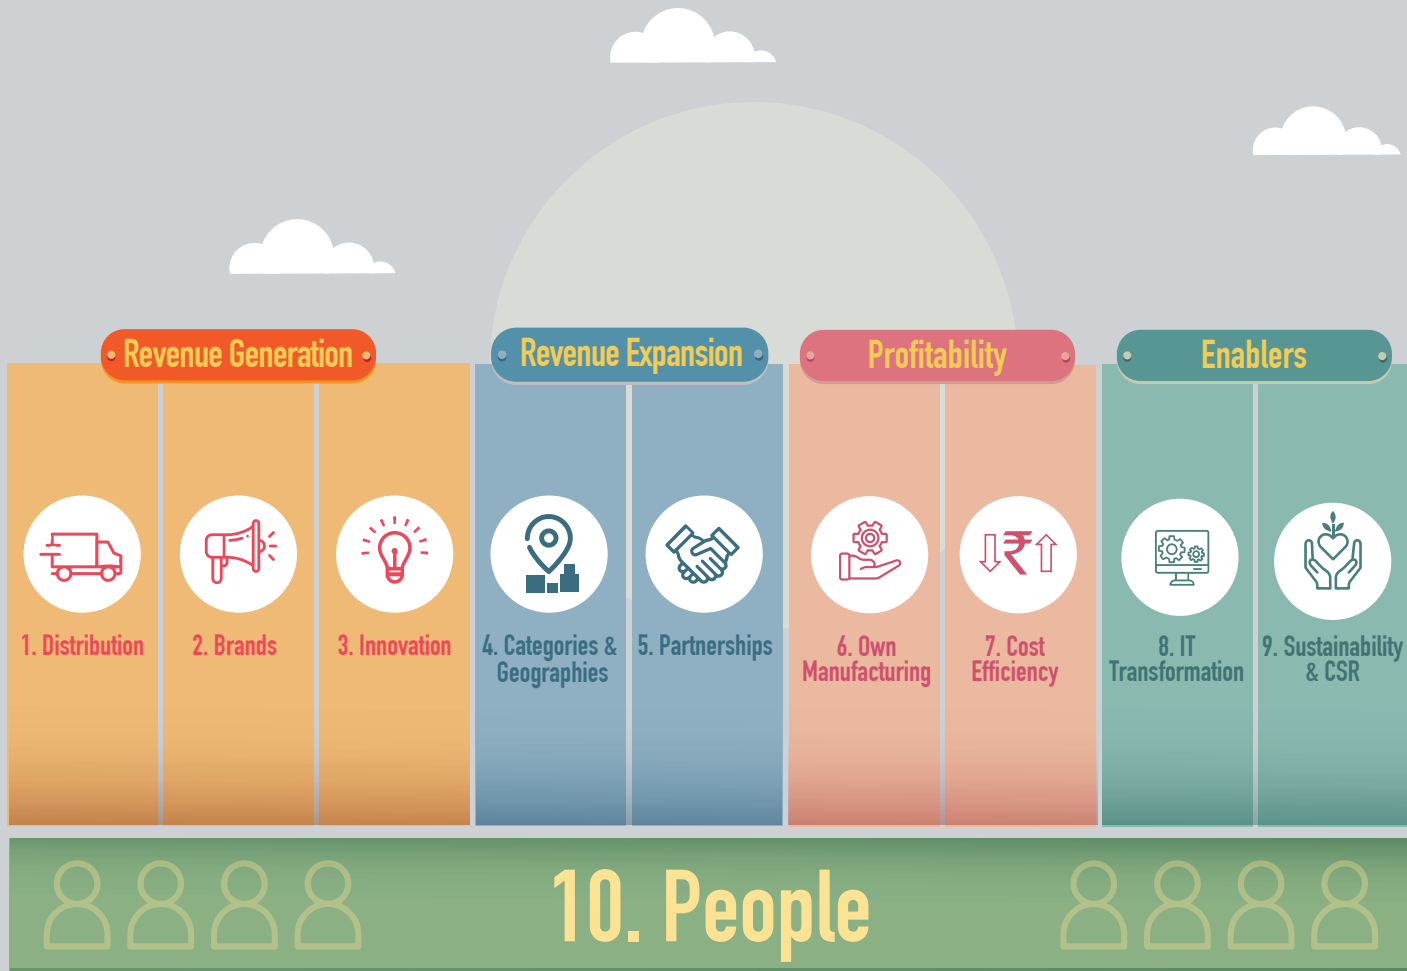 Revenue Generation
Revenue Expansion
Profitability
Enablers
1. Distribution
2. Brands
3. Innovation
4. Categories &
Geographies
5. Partnerships
6. Own
Manufacturing
7. Cost
Efficiency
8. IT
Transformation
9. Sustainability
& CSR
10. People